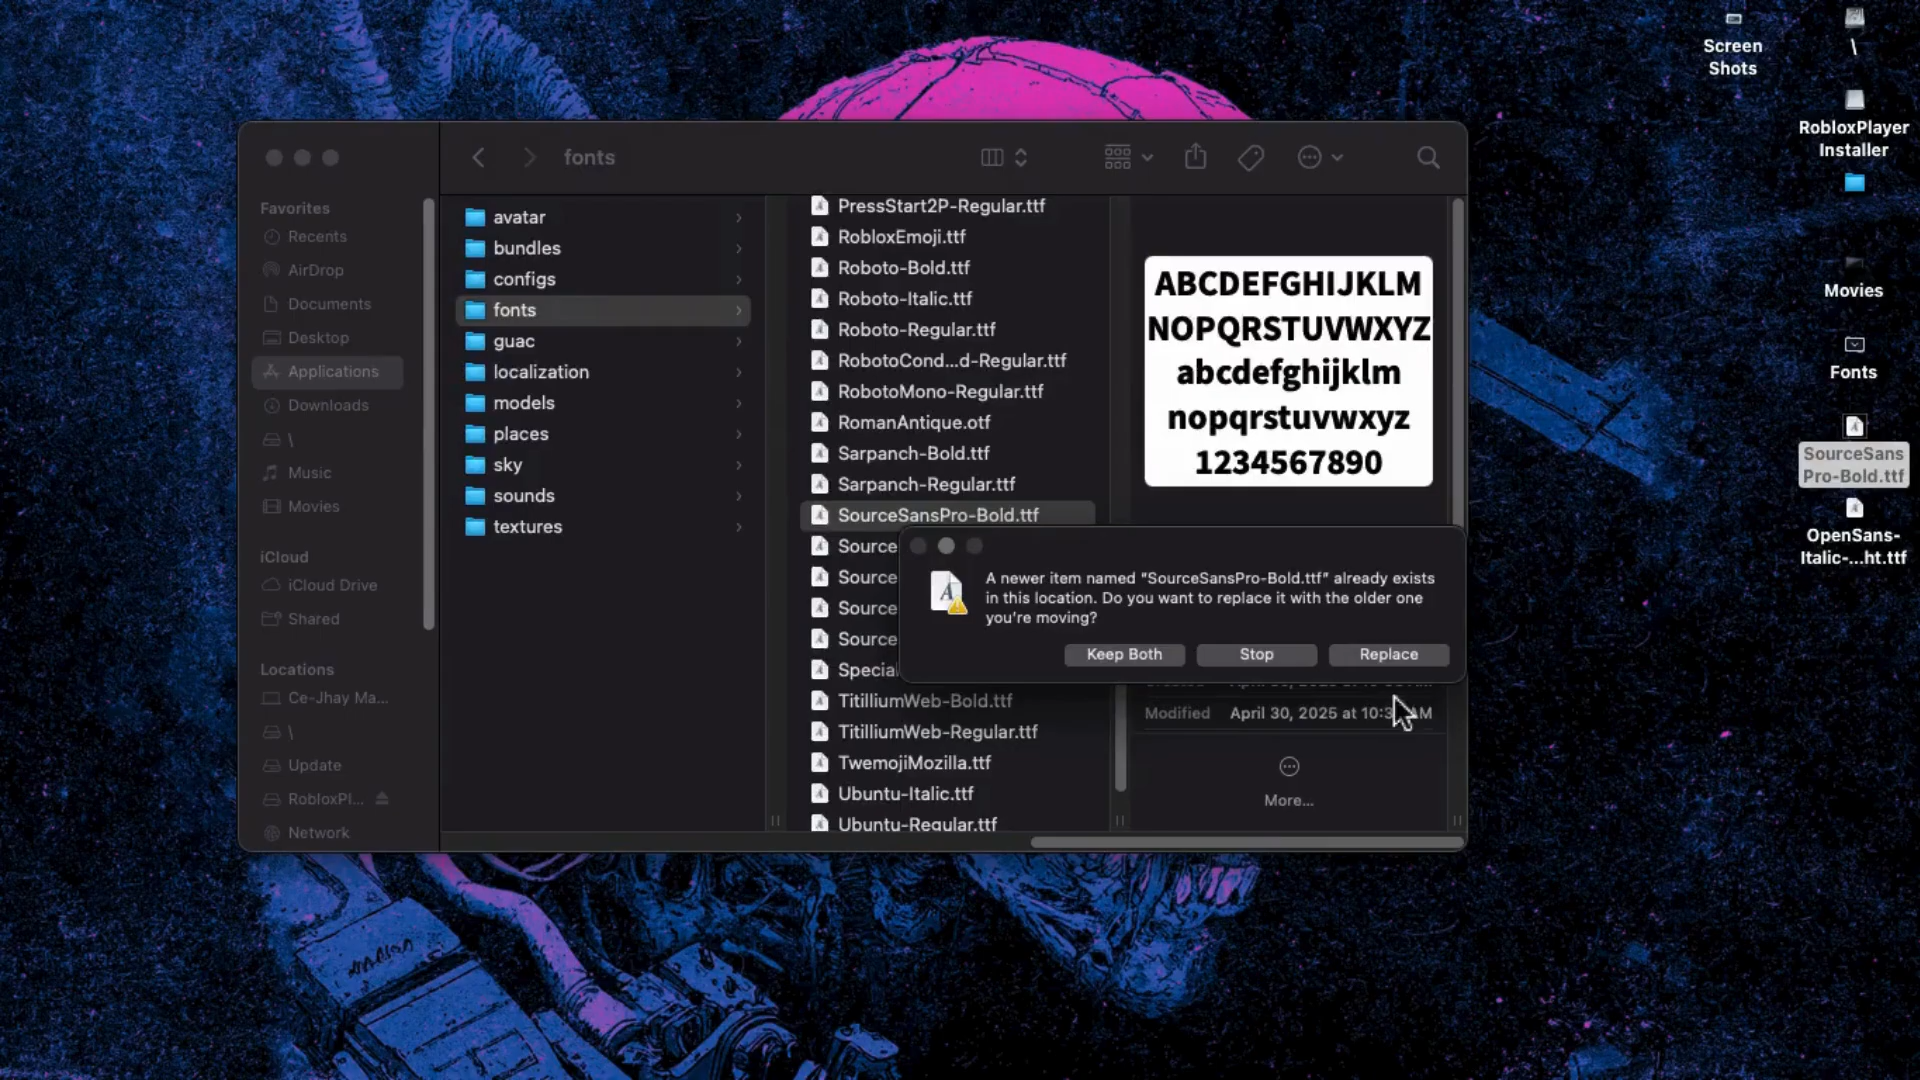 Screen
Shots
\
RobloxPlayer
Installer
Movies
Fonts
SourceSans
Pro-Bold.ttf
OpenSans-
Italic-...ht.ttf
fonts
Favorites
Recents
AirDrop
Documents
Desktop
Applications
Downloads
\
Music
Movies
iCloud
iCloud Drive
Shared
Locations
Ce-Jhay Ma...
\
Update
RobloxPl...
Network
avatar
bundles
configs
fonts
guac
localization
models
places
sky
sounds
textures
PressStart2P-Regular.ttf
RobloxEmoji.ttf
Roboto-Bold.ttf
Roboto-Italic.ttf
Roboto-Regular.ttf
RobotoCond...d-Regular.ttf
RobotoMono-Regular.ttf
RomanAntique.otf
Sarpanch-Bold.ttf
Sarpanch-Regular.ttf
SourceSansPro-Bold.ttf
Source
Source
Source
Source
Special
TitilliumWeb-Bold.ttf
TitilliumWeb-Regular.ttf
TwemojiMozilla.ttf
Ubuntu-Italic.ttf
Ubuntu-Regular.ttf
ABCDEFGHIJKLM
NOPQRSTUVWXYZ
abcdefghijklm
nopqrstuvwxyz
1234567890
A newer item named “SourceSansPro-Bold.ttf” already exists
in this location. Do you want to replace it with the older one
you're moving?
Keep Both
Stop
Replace
Modified April 30, 2025 at
More...